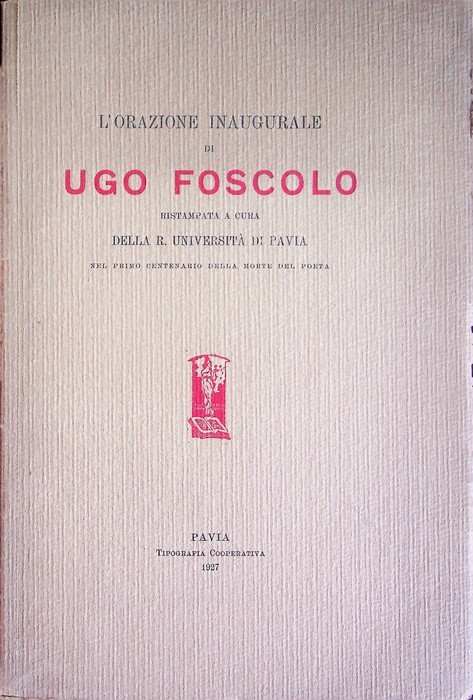 L'ORAZIONE INAUGURALE
DI
UGO FOSCOLO
RISTAMPATA A CURA
DELLA R. UNIVERSITÀ DI PAVIA
NEL PRIMO CENTENARIO DELLA MORTE DEL POETA
PAVIA
TIPOGRAFIA COOPERATIVA
1927